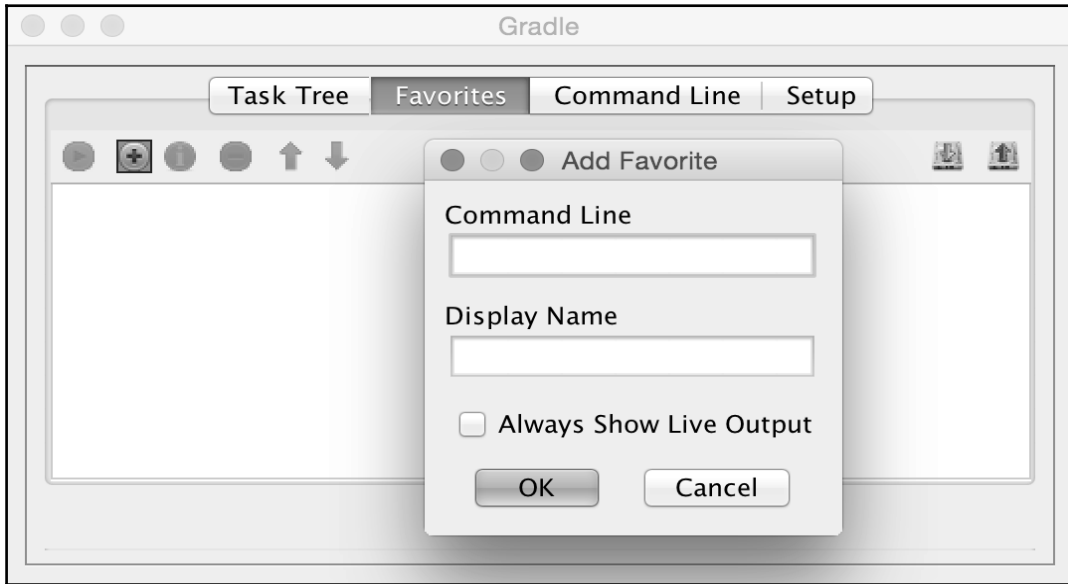 Gradle
Task Tree Favorites Command Line Setup
Add Favorite
Command Line
Display Name
Always Show Live Output
OK Cancel